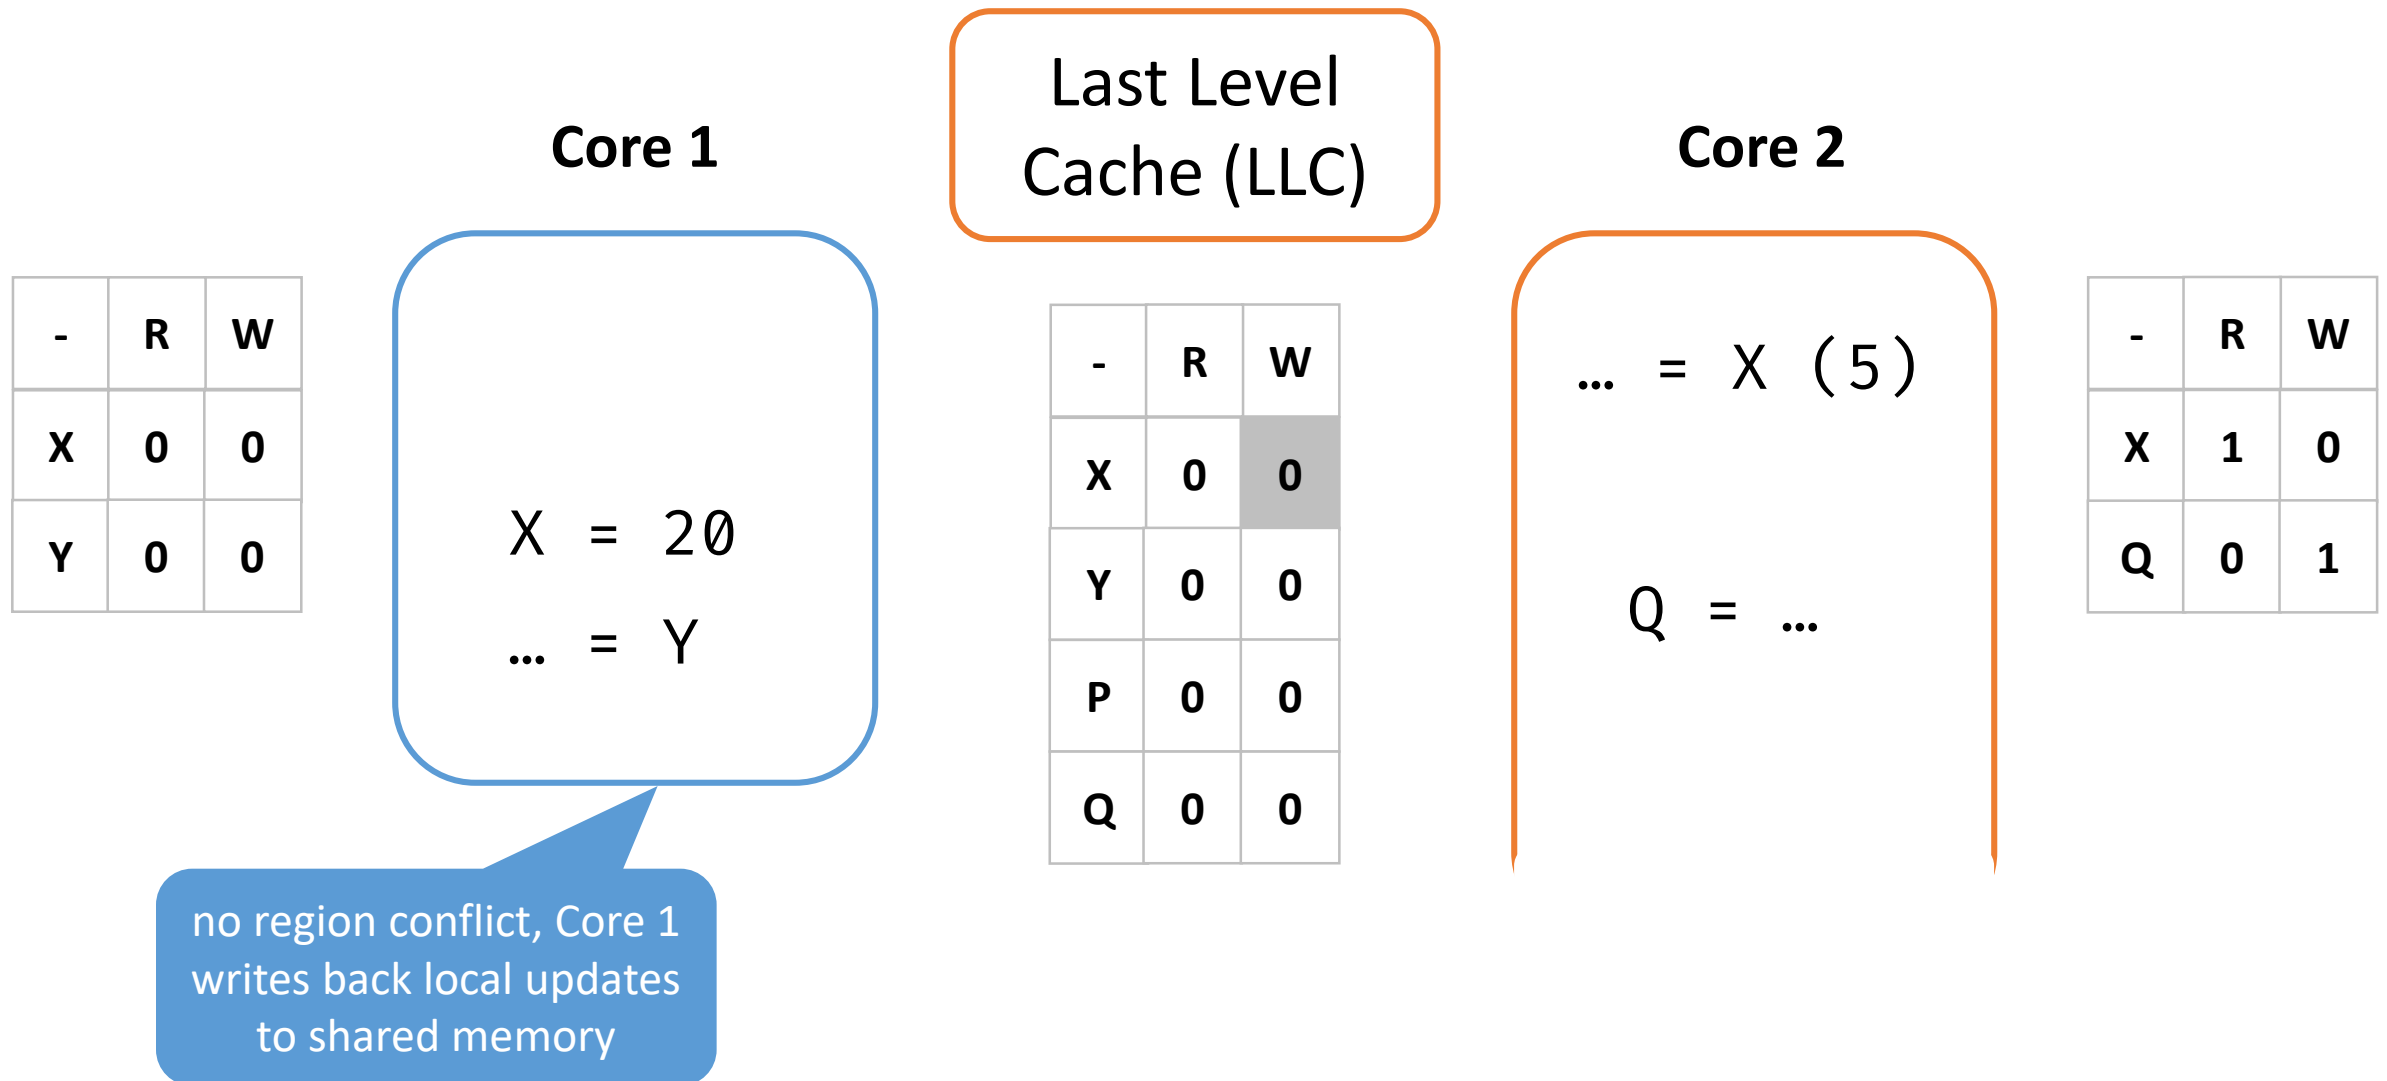 Last Level
Cache (LLC)
Core 1
Core 2
- R W
X 0 0
Y 0 0
X = 20
… = Y
- R W
X 0 0
Y 0 0
P 0 0
Q 0 0
… = X (5)
Q = …
- R W
X 1 0
Q 0 1
no region conflict, Core 1
writes back local updates
to shared memory